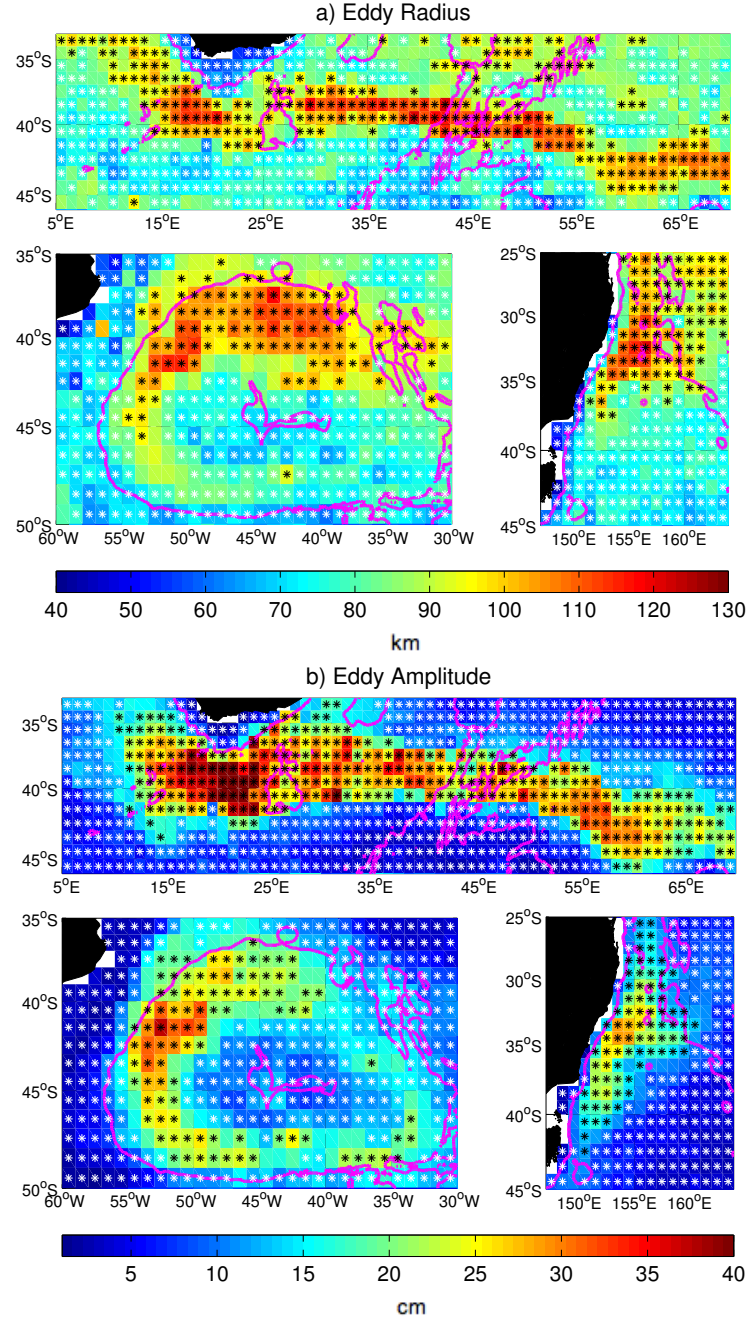 a) Eddy Radius
35°S
40°S
45°S
5°E 15°E 25°E 35°E 45°E 55°E 65°E
35°S
40°S
45°S
50°S
60°W 55°W 50°W 45°W 40°W 35°W 30°W
25°S
30°S
35°S
40°S
45°S
150°E 155°E 160°E
40 50 60 70 80 90 100 110 120 130
km
b) Eddy Amplitude
35°S
40°S
45°S
5°E 15°E 25°E 35°E 45°E 55°E 65°E
35°S
40°S
45°S
50°S
60°W 55°W 50°W 45°W 40°W 35°W 30°W
25°S
30°S
35°S
40°S
45°S
150°E 155°E 160°E
5 10 15 20 25 30 35 40
cm